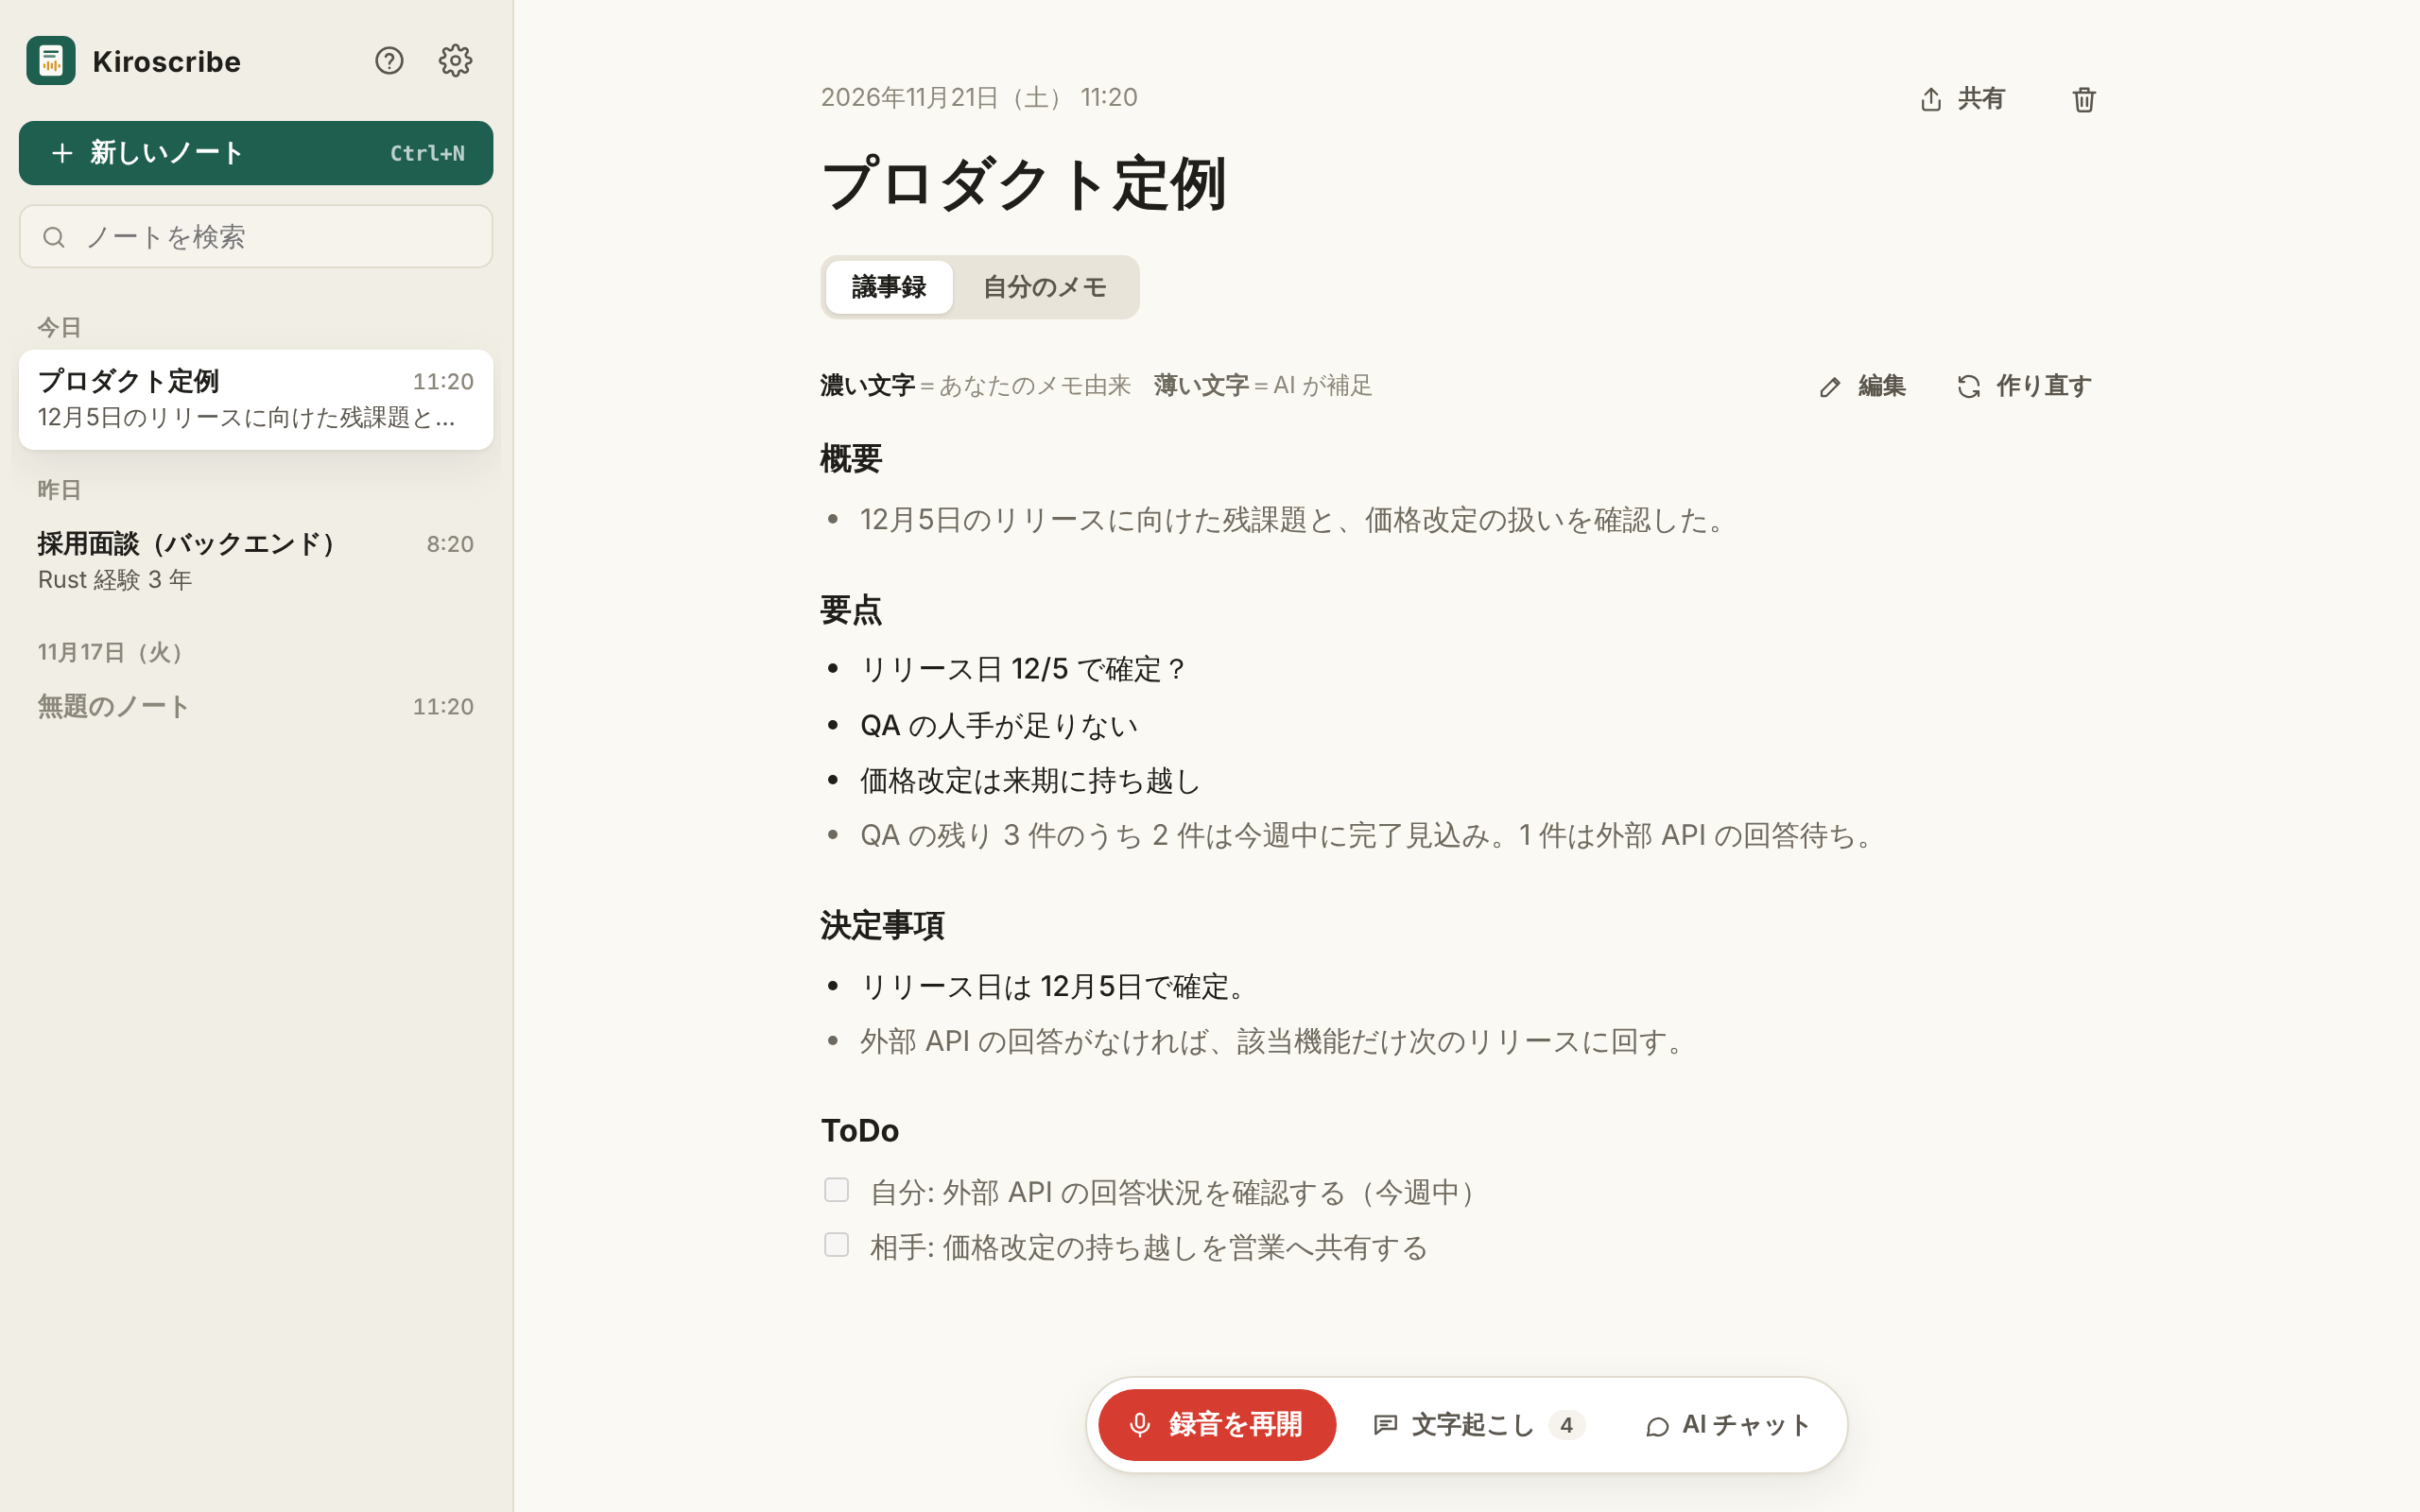 Kiroscribe
新しいノート Ctrl+N
ノートを検索
今日
プロダクト定例 11:20
12月5日のリリースに向けた残課題と...
昨日
採用面談（バックエンド） 8:20
Rust 経験 3 年
11月17日（火）
無題のノート 11:20
2026年11月21日（土） 11:20 共有
プロダクト定例
議事録 自分のメモ
濃い文字＝あなたのメモ由来 薄い文字＝AI が補足 編集 作り直す
概要
• 12月5日のリリースに向けた残課題と、価格改定の扱いを確認した。
要点
• リリース日 12/5 で確定？
• QA の人手が足りない
• 価格改定は来期に持ち越し
• QA の残り 3 件のうち 2 件は今週中に完了見込み。1 件は外部 API の回答待ち。
決定事項
• リリース日は 12月5日で確定。
• 外部 API の回答がなければ、該当機能だけ次のリリースに回す。
ToDo
自分: 外部 API の回答状況を確認する（今週中）
相手: 価格改定の持ち越しを営業へ共有する
録音を再開 文字起こし 4 AI チャット